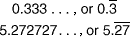 0.333 . . . , or 0.3̅
5.272727 . . . , or 5.2̅7̅